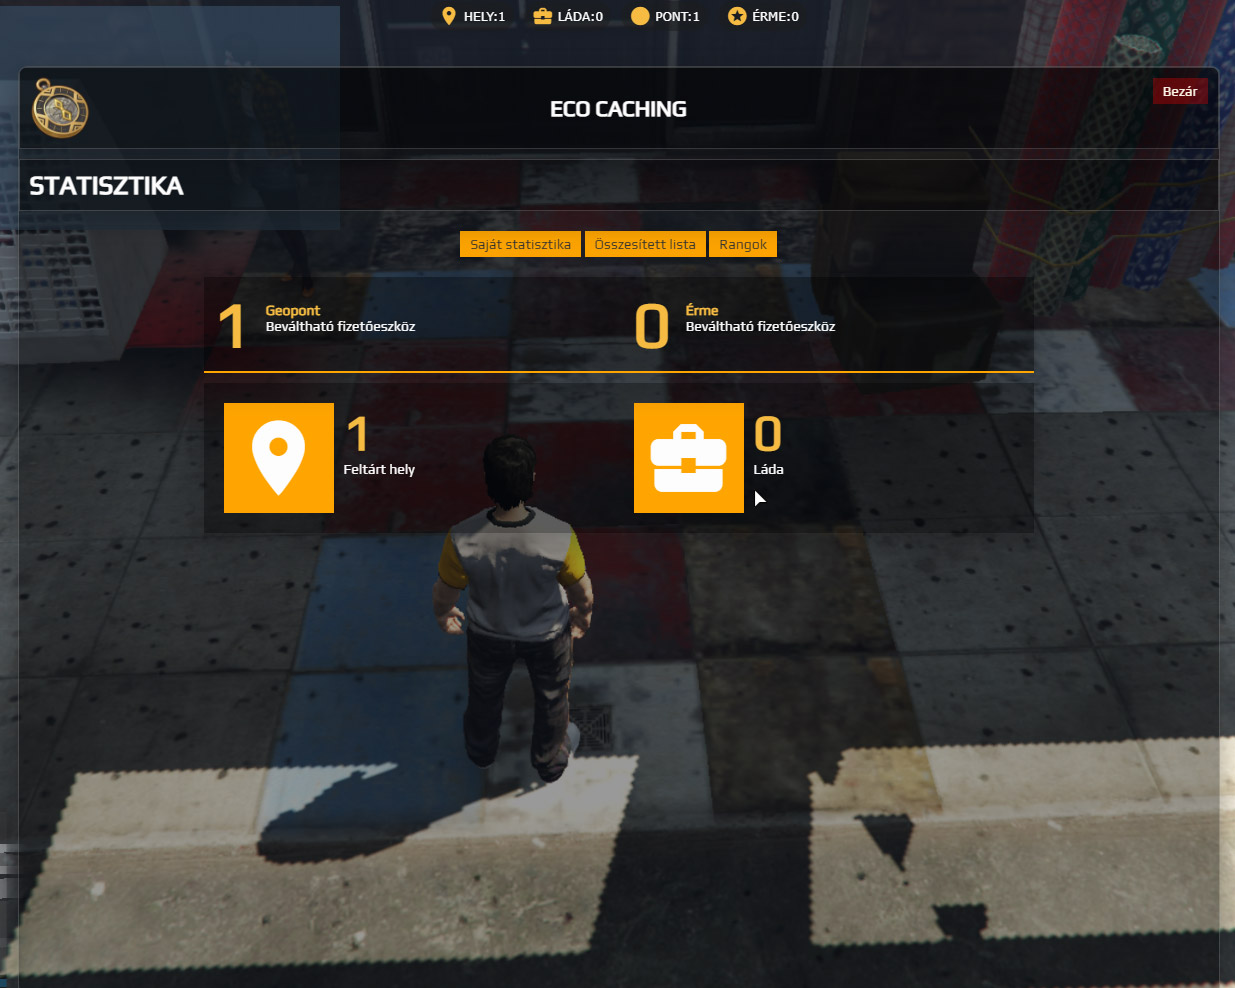 HELY:1 LÁDA:0 PONT:1 ÉRME:0
ECO CACHING
Bezár
STATISZTIKA
Saját statisztika Összesített lista Rangok
1 Geopont
Beváltható fizetőeszköz
0 Érme
Beváltható fizetőeszköz
1
Feltárt hely
0
Láda